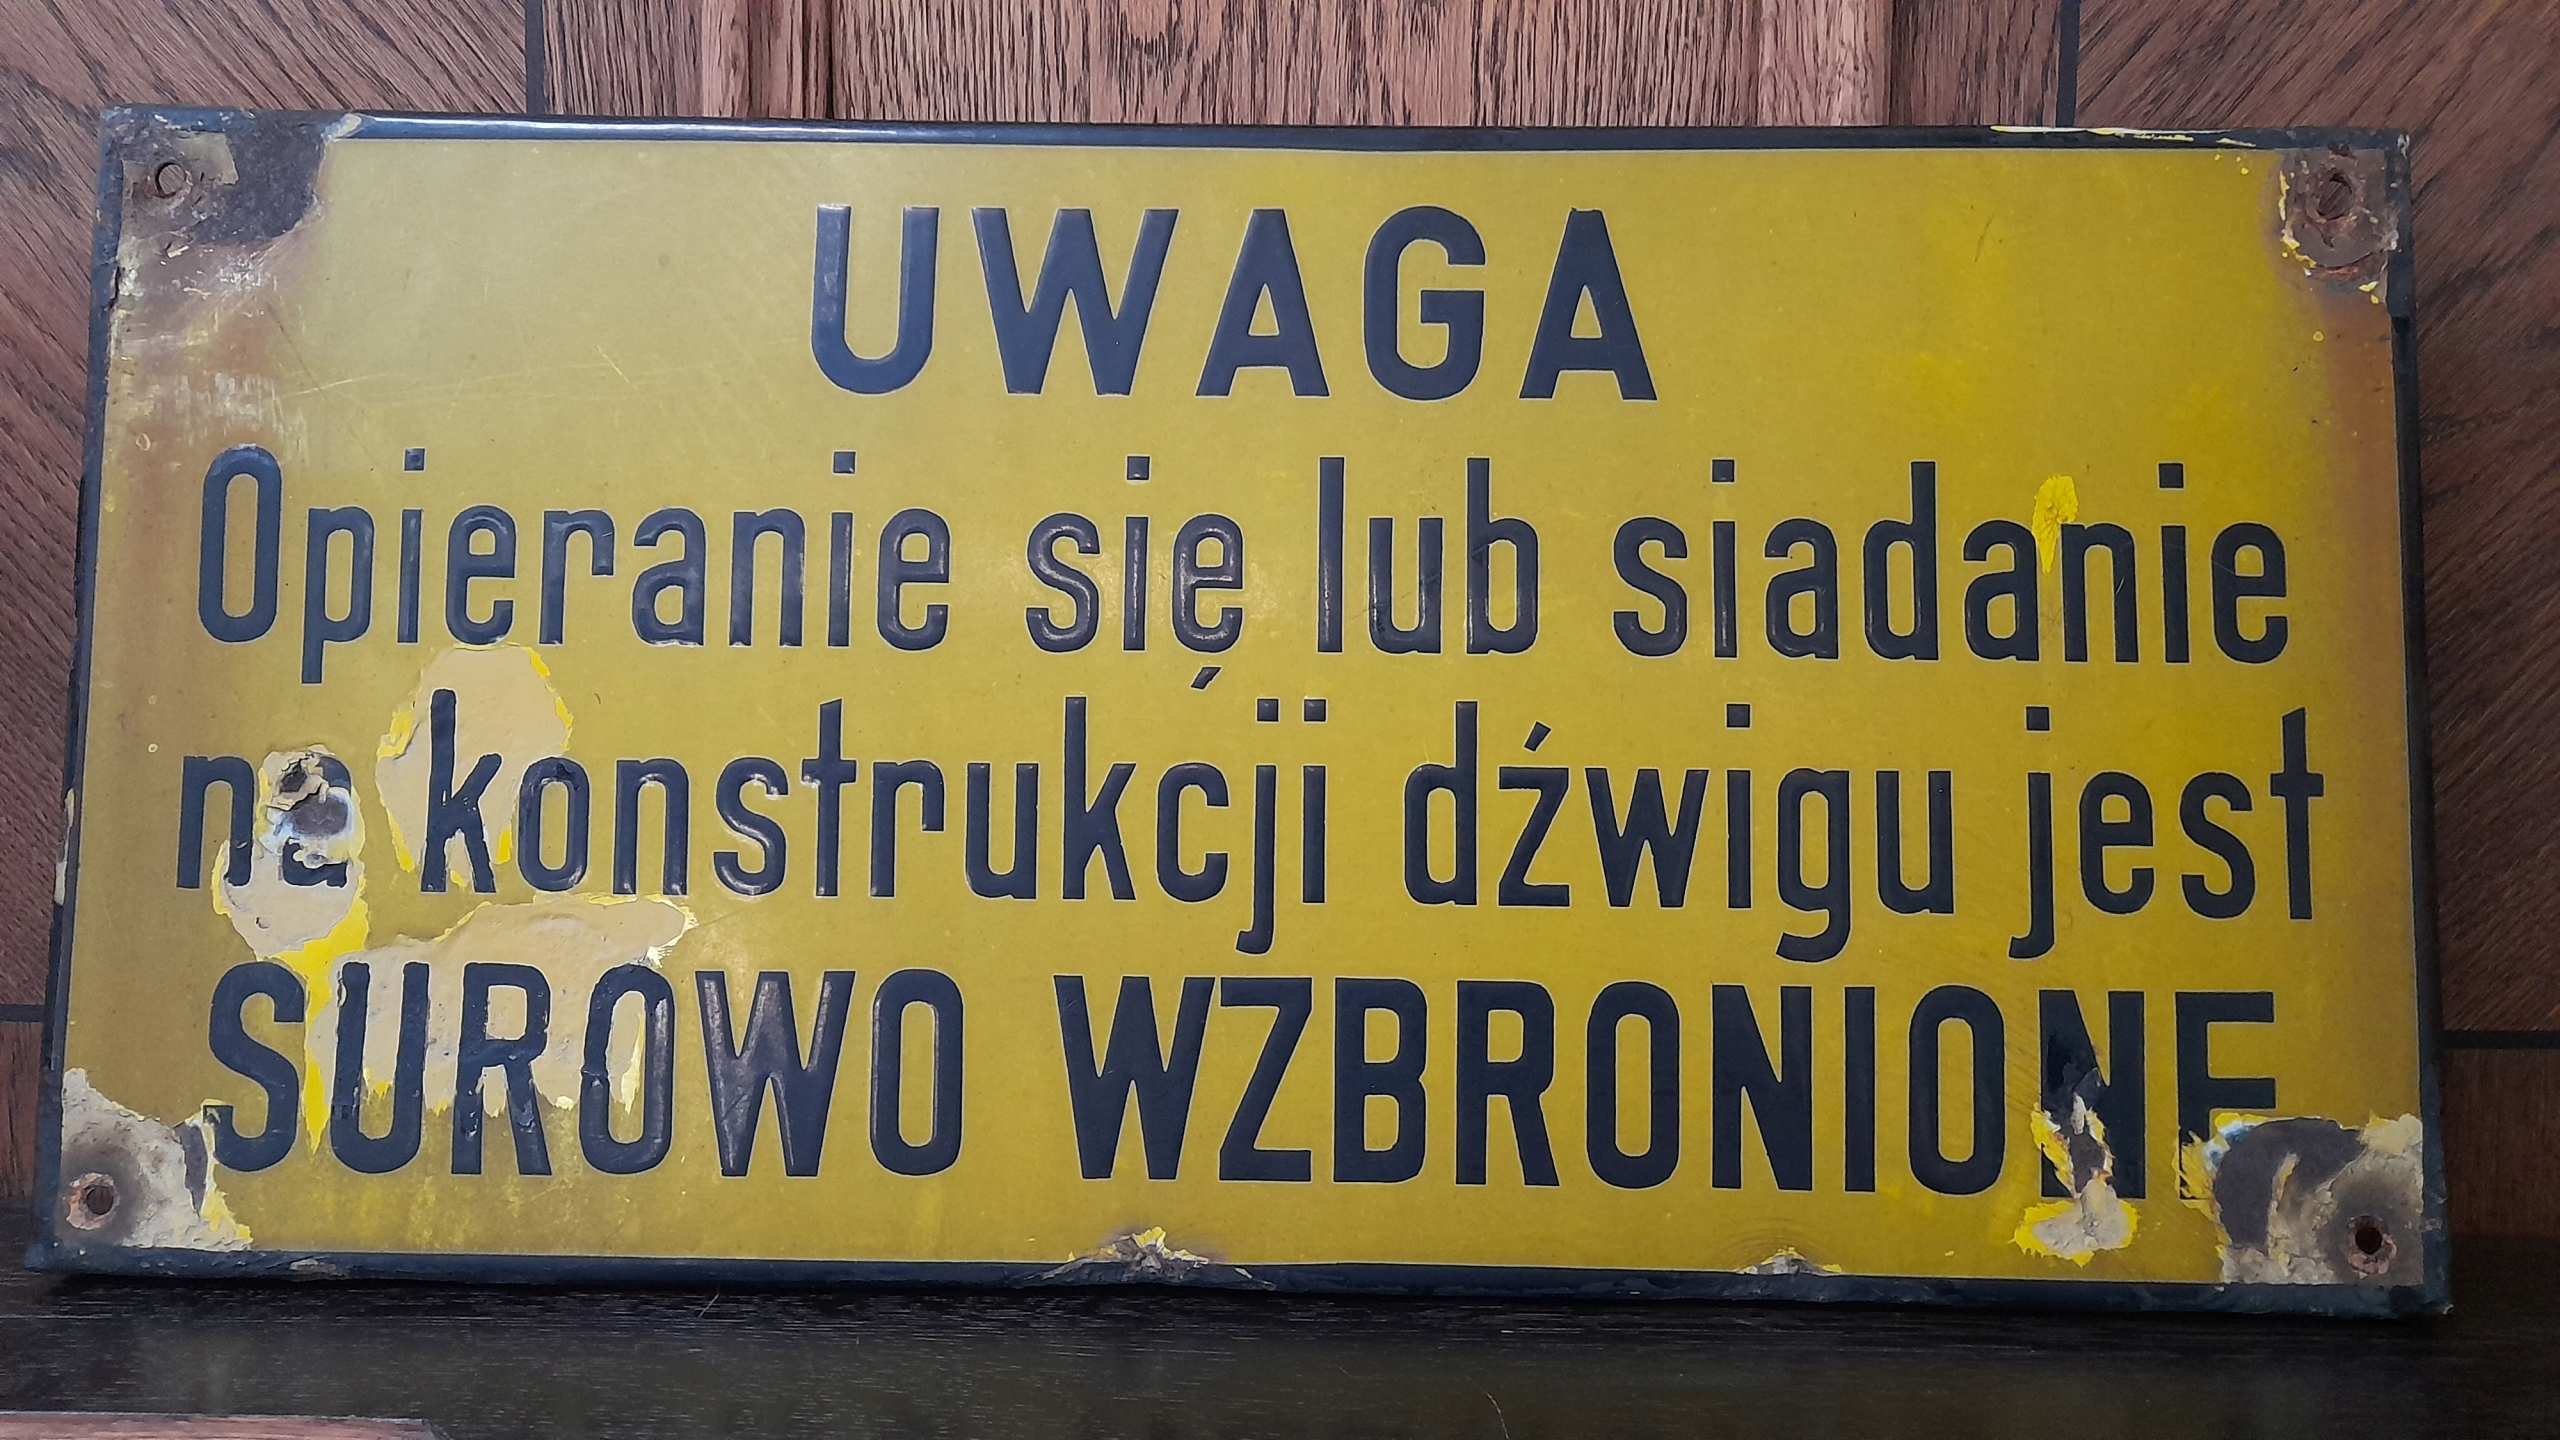 UWAGA
Opieranie się lub siadanie
na konstrukcji dźwigu jest
SUROWO WZBRONIONE